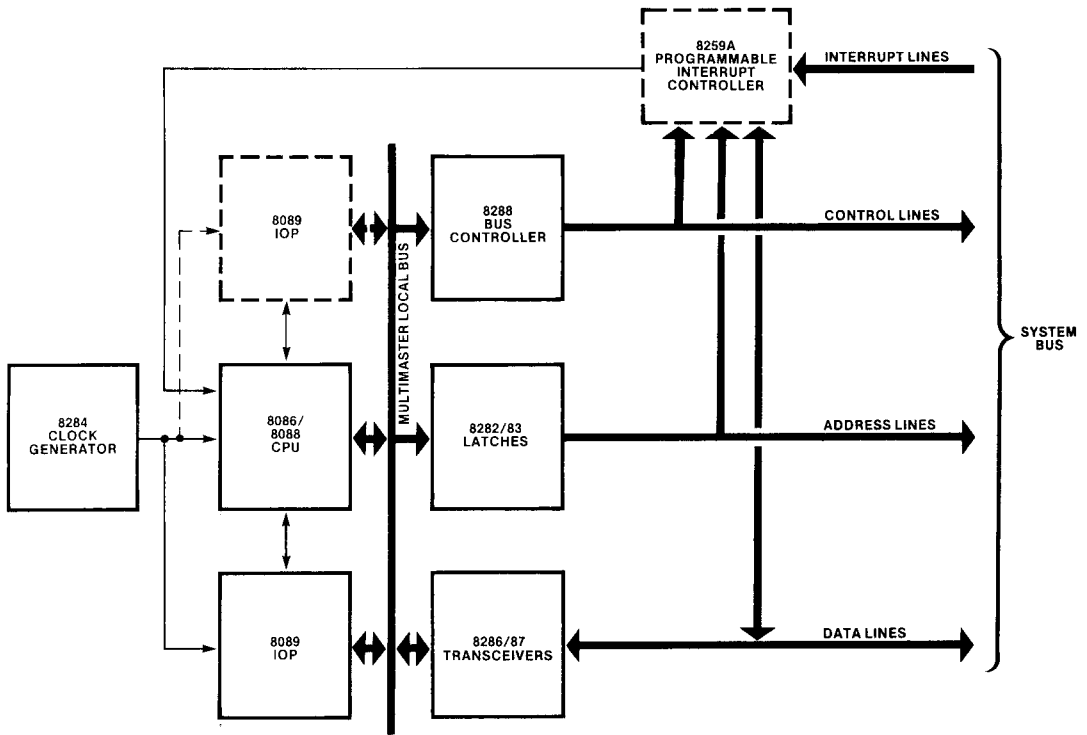 8259A
PROGRAMMABLE
INTERRUPT
CONTROLLER
INTERRUPT LINES
8089
IOP
8288
BUS
CONTROLLER
CONTROL LINES
MULTIMASTER LOCAL BUS
SYSTEM
BUS
8284
CLOCK
GENERATOR
8086/
8088
CPU
8282/83
LATCHES
ADDRESS LINES
8089
IOP
8286/87
TRANSCEIVERS
DATA LINES